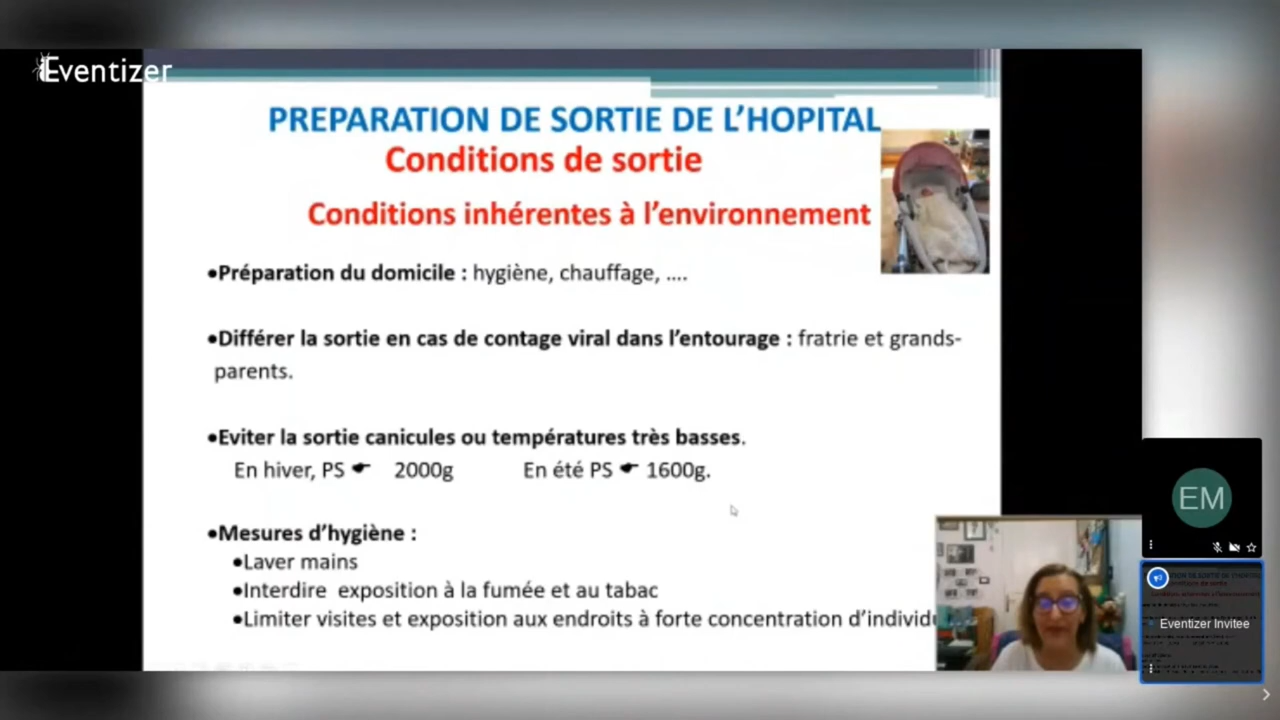 Eventizer
PREPARATION DE SORTIE DE L'HOPITAL
Conditions de sortie
Conditions inhérentes à l'environnement
•Préparation du domicile : hygiène, chauffage, ....
•Différer la sortie en cas de contage viral dans l'entourage : fratrie et grands-
parents.
•Eviter la sortie canicules ou températures très basses.
En hiver, PS ☛ 2000g En été PS ☛ 1600g.
•Mesures d'hygiène :
•Laver mains
•Interdire exposition à la fumée et au tabac
•Limiter visites et exposition aux endroits à forte concentration d'individu
EM
Eventizer Invitee